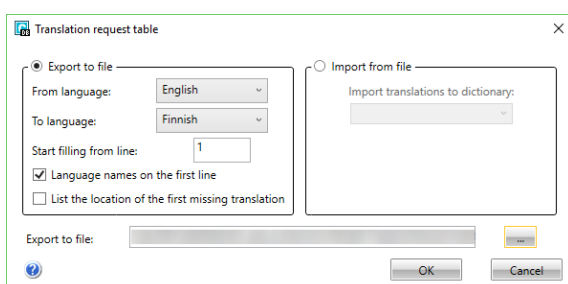 Translation request table
Export to file
From language: English
To language: Finnish
Start filling from line: 1
Language names on the first line
List the location of the first missing translation
Import from file
Import translations to dictionary:
Export to file: ...
OK Cancel